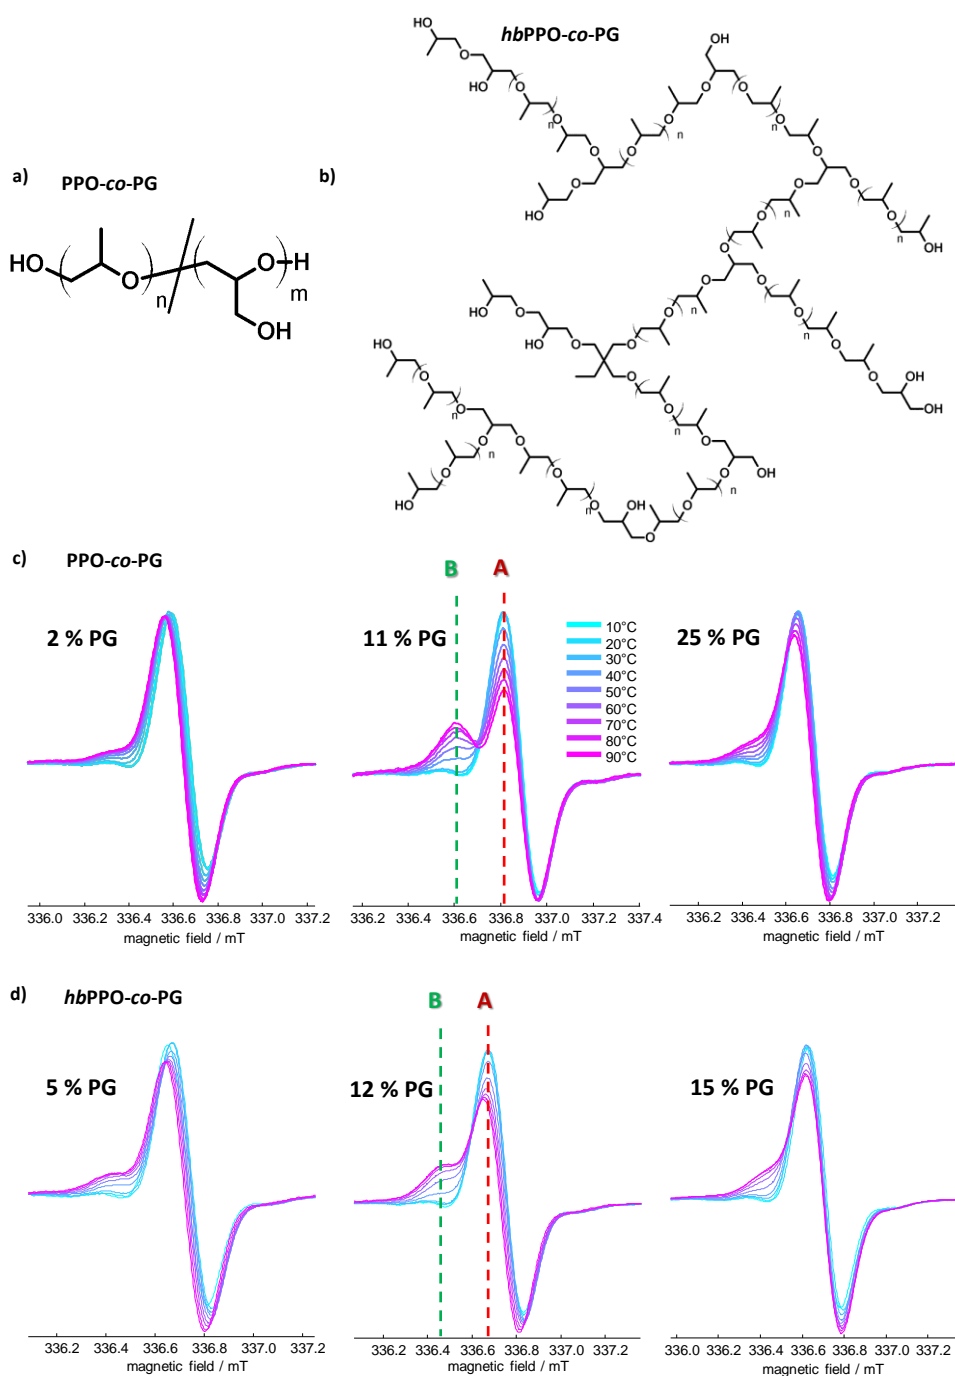 b)
hbPPO-co-PG
HO
O
HO
O
n
O
O
O
O
HO
O
O
n
OH
O
O
n
O
O
O
n
OH
a)
PPO-co-PG
HO
O
n
O
H
m
OH
O
O
n
O
O
O
n
O
O
OH
OH
HO
O
HO
O
O
O
n
O
O
n
O
O
OH
O
n
HO
O
n
O
O
n
HO
O
O
O
n
O
OH
O
O
c)
PPO-co-PG
B
A
2 % PG
11 % PG
25 % PG
10°C
20°C
30°C
40°C
50°C
60°C
70°C
80°C
90°C
336.0 336.2 336.4 336.6 336.8 337.0 337.2
336.2 336.4 336.6 336.8 337.0 337.2 337.4
336.2 336.4 336.6 336.8 337.0 337.2
magnetic field / mT
magnetic field / mT
magnetic field / mT
d)
hbPPO-co-PG
B
A
5 % PG
12 % PG
15 % PG
336.2 336.4 336.6 336.8 337.0 337.2
336.2 336.4 336.6 336.8 337.0 337.2
336.0 336.2 336.4 336.6 336.8 337.0 337.2
magnetic field / mT
magnetic field / mT
magnetic field / mT